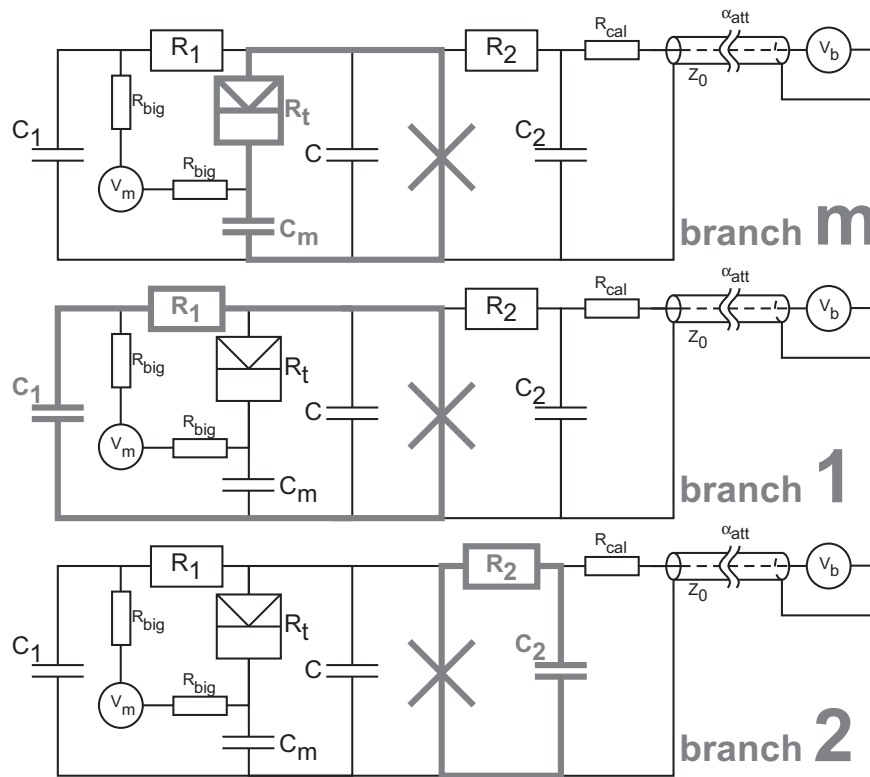 R1 R2 Rcal αatt Vb
C1 Rbig Rt C C2 Z0
Vm Rbig Cm
branch m
R1 R2 Rcal αatt Vb
C1 Rbig Rt C C2 Z0
Vm Rbig Cm
branch 1
R1 R2 Rcal αatt Vb
C1 Rbig Rt C C2 Z0
Vm Rbig Cm
branch 2